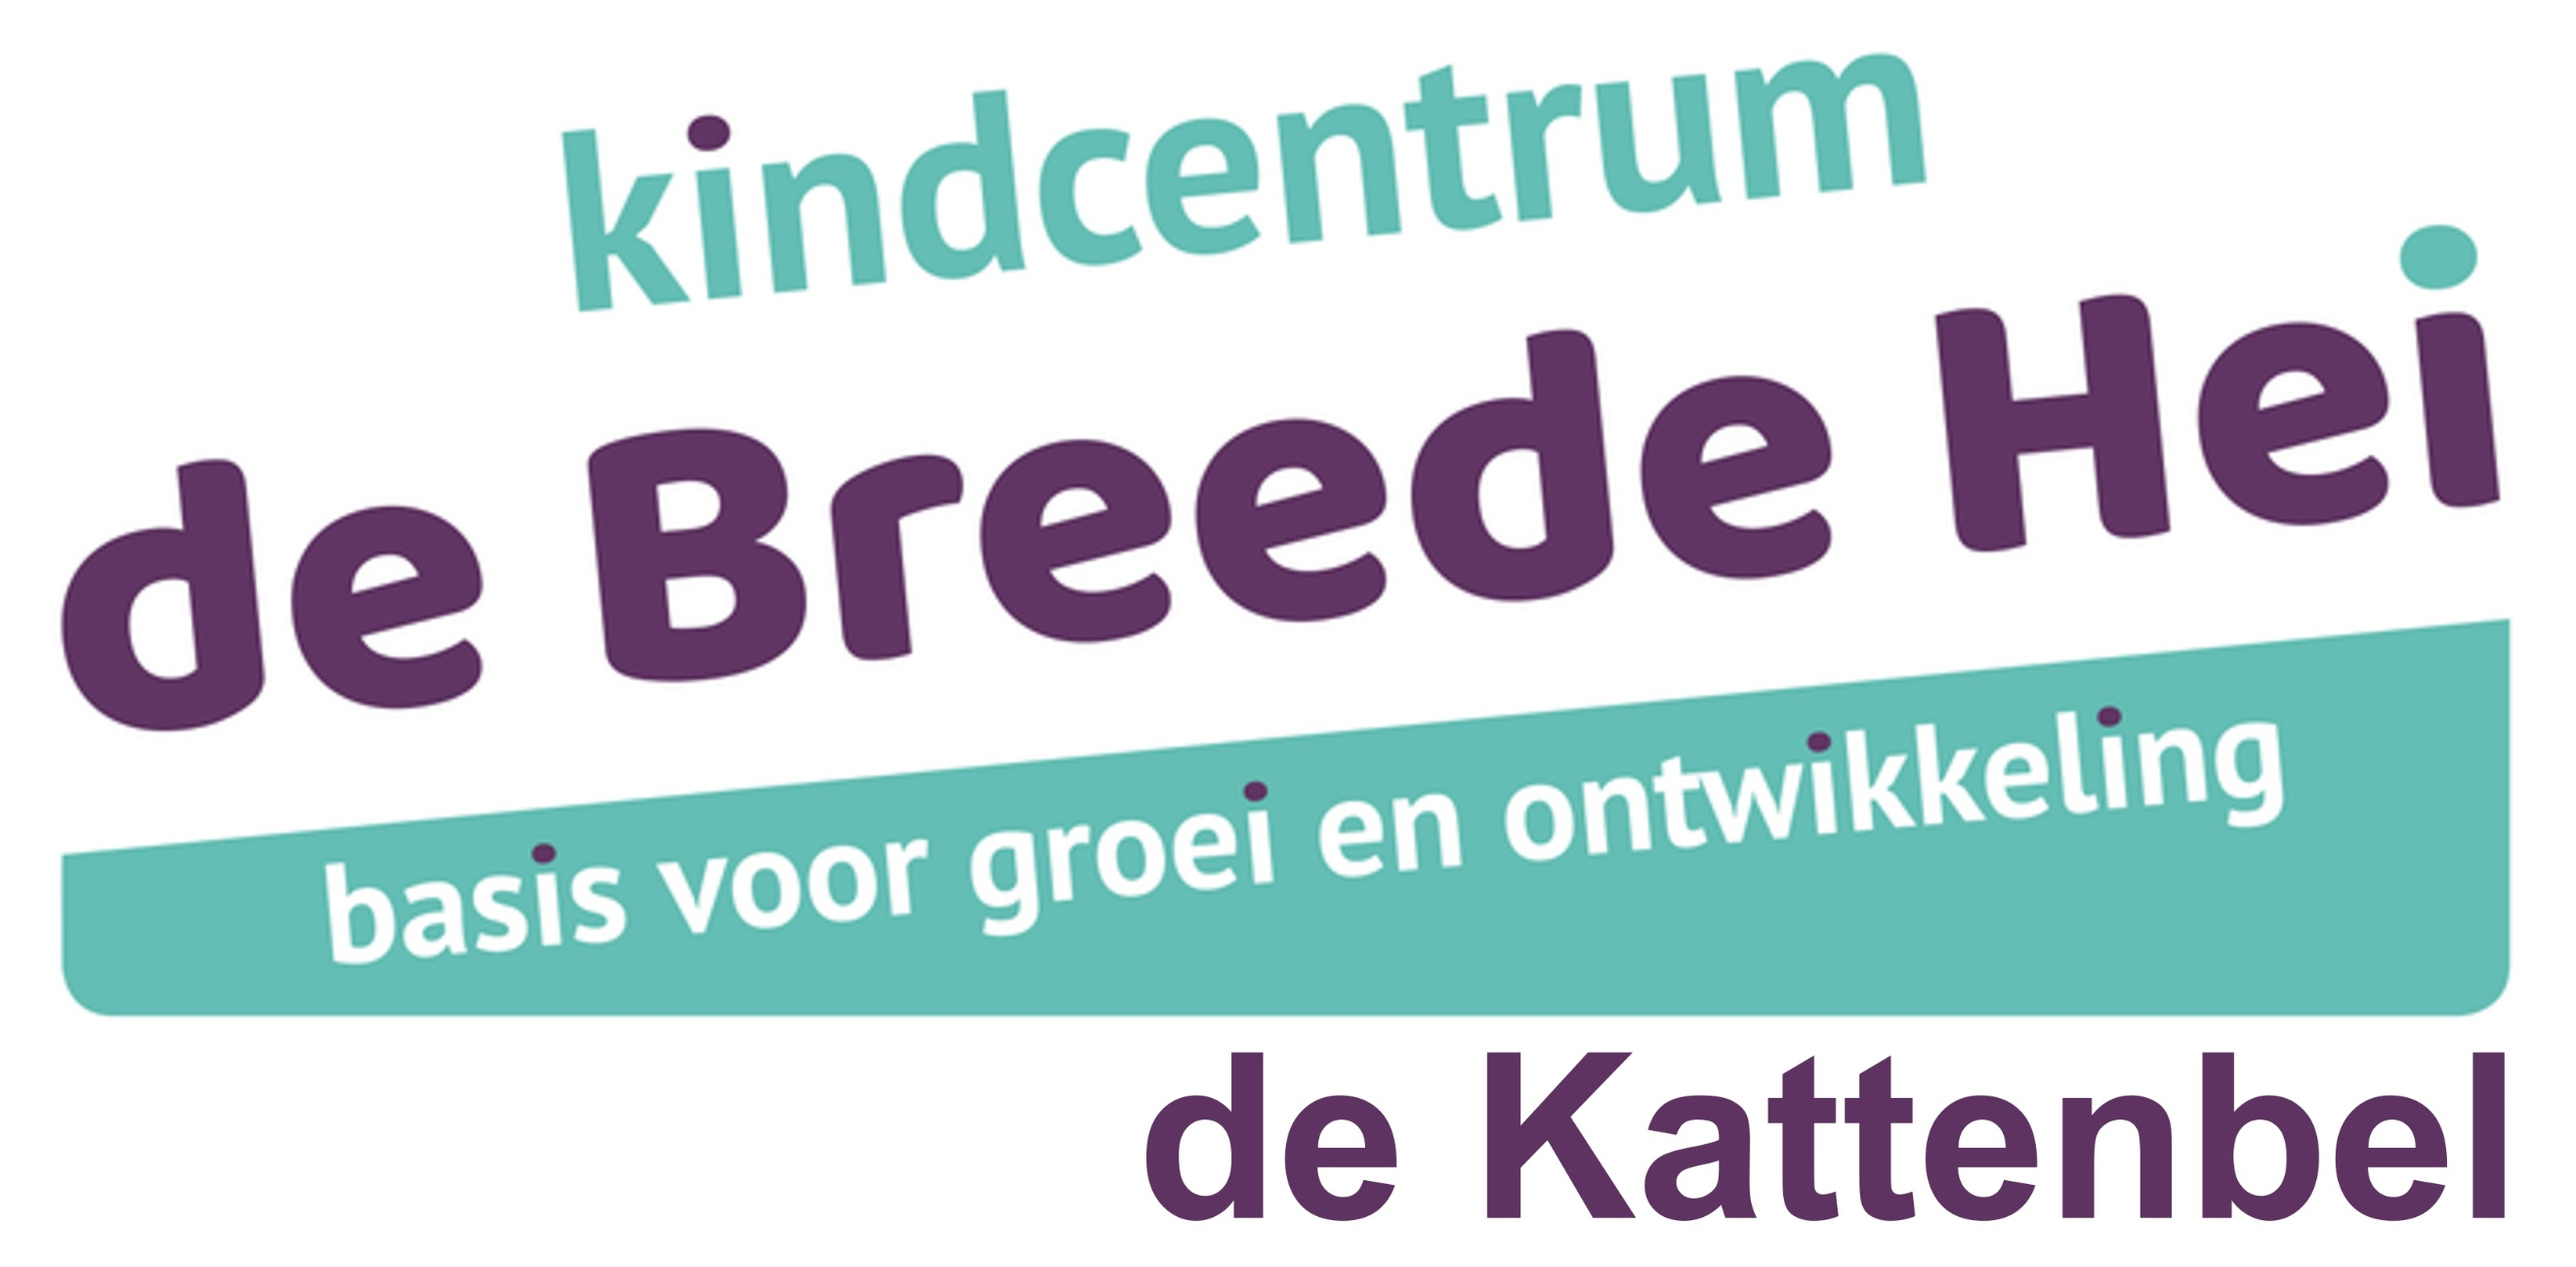 kindcentrum
de Breede Hei
basis voor groei en ontwikkeling
de Kattenbel